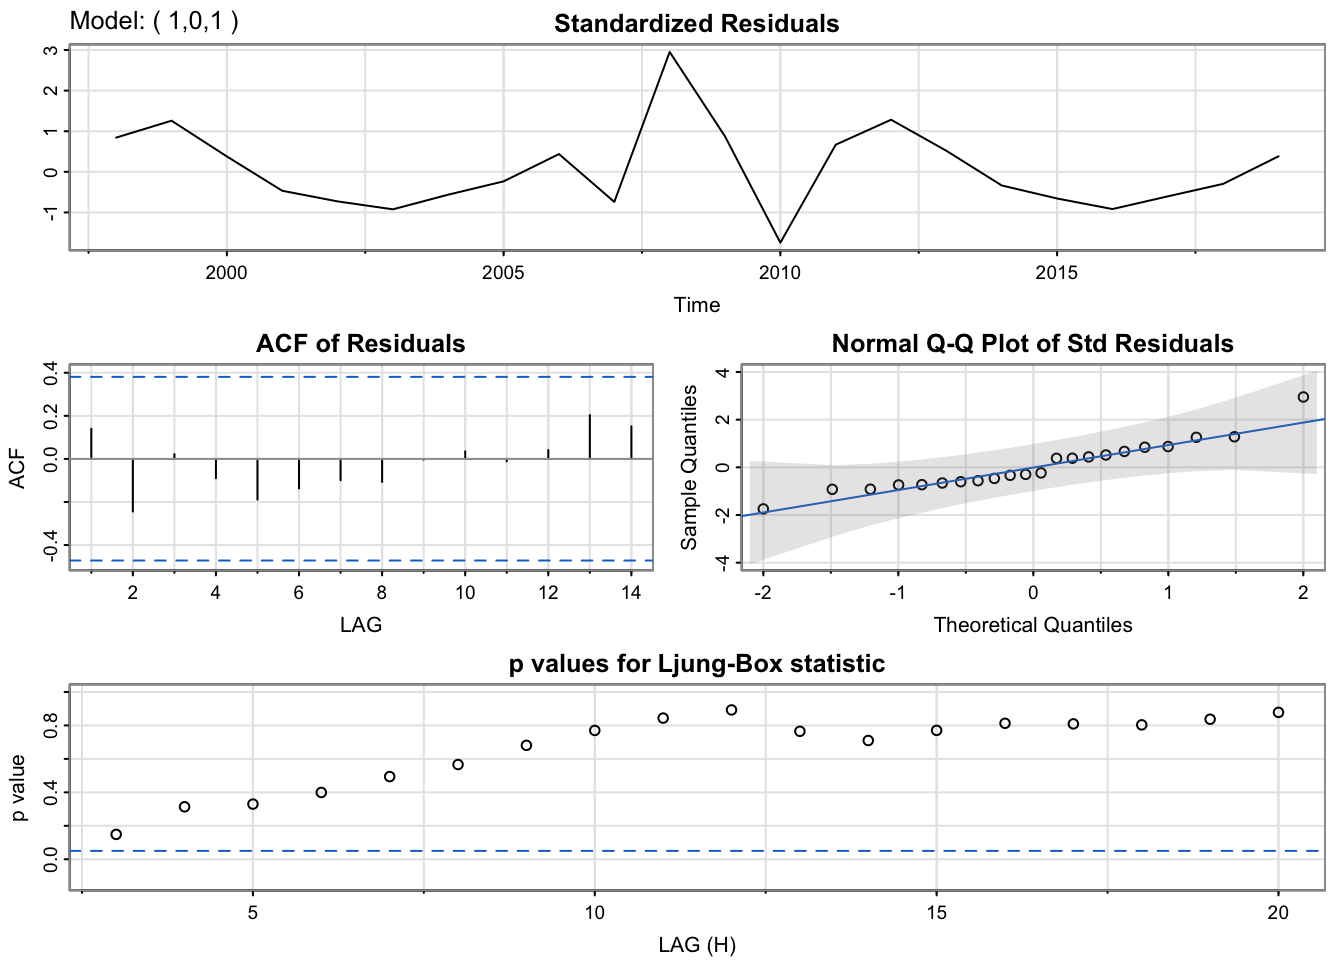 Model: ( 1,0,1 )
Standardized Residuals
3
2
1
0
-1
2000 2005 2010 2015
Time
ACF of Residuals
ACF
0.4
0.2
0.0
-0.4
2 4 6 8 10 12 14
LAG
Normal Q-Q Plot of Std Residuals
Sample Quantiles
4
2
0
-2
-4
-2 -1 0 1 2
Theoretical Quantiles
p values for Ljung-Box statistic
p value
0.8
0.4
0.0
5 10 15 20
LAG (H)